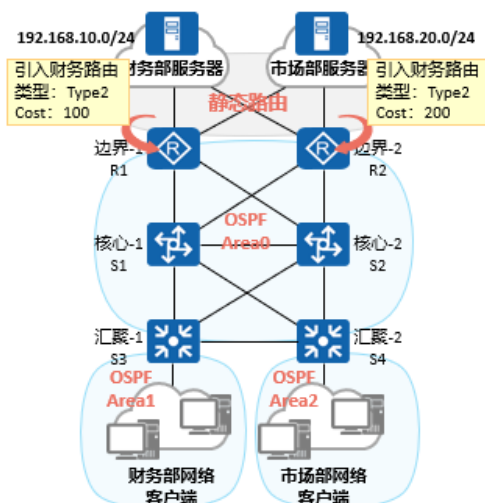 192.168.10.0/24
192.168.20.0/24
财务部服务器
市场部服务器
引入财务路由
类型：Type2
Cost：100
引入财务路由
类型：Type2
Cost：200
静态路由
边界-1
R1
R
R
边界-2
R2
核心-1
S1
OSPF
Area0
核心-2
S2
汇聚-1
S3
汇聚-2
S4
OSPF
Area1
OSPF
Area2
财务部网络
客户端
市场部网络
客户端